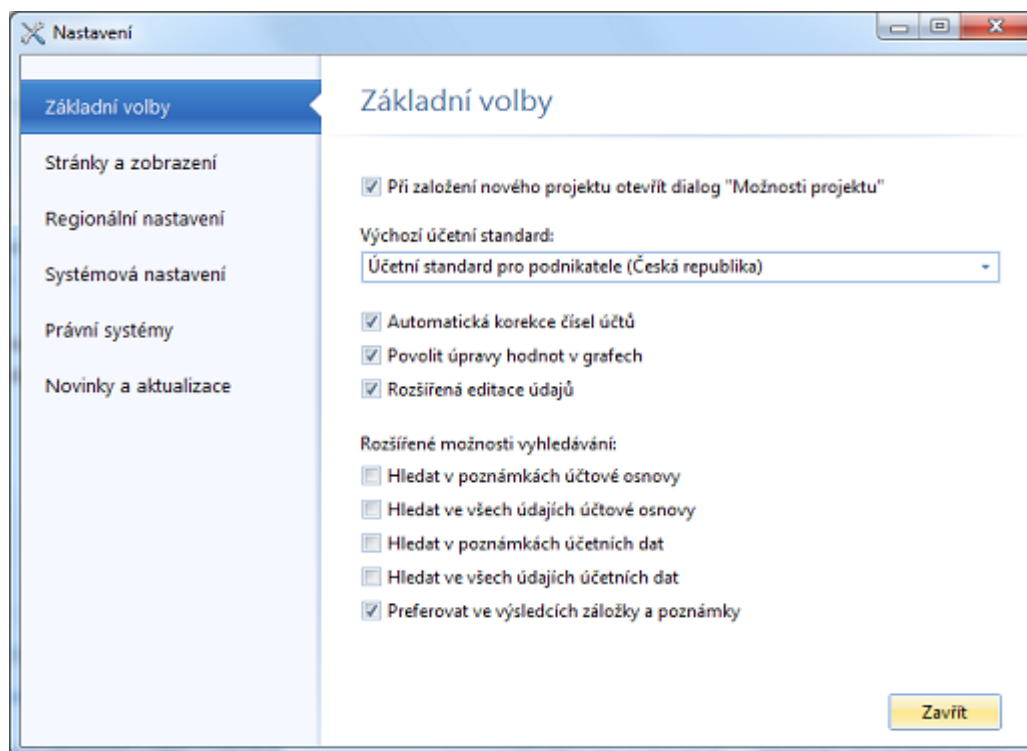 Nastavení
Základní volby
Stránky a zobrazení
Regionální nastavení
Systémová nastavení
Právní systémy
Novinky a aktualizace
Základní volby
Při založení nového projektu otevřít dialog "Možnosti projektu"
Výchozí účetní standard:
Účetní standard pro podnikatele (Česká republika)
Automatická korekce čísel účtů
Povolit úpravy hodnot v grafech
Rozšířená editace údajů
Rozšířené možnosti vyhledávání:
Hledat v poznámkách účtové osnovy
Hledat ve všech údajích účtové osnovy
Hledat v poznámkách účetních dat
Hledat ve všech údajích účetních dat
Preferovat ve výsledcích záložky a poznámky
Zavřít